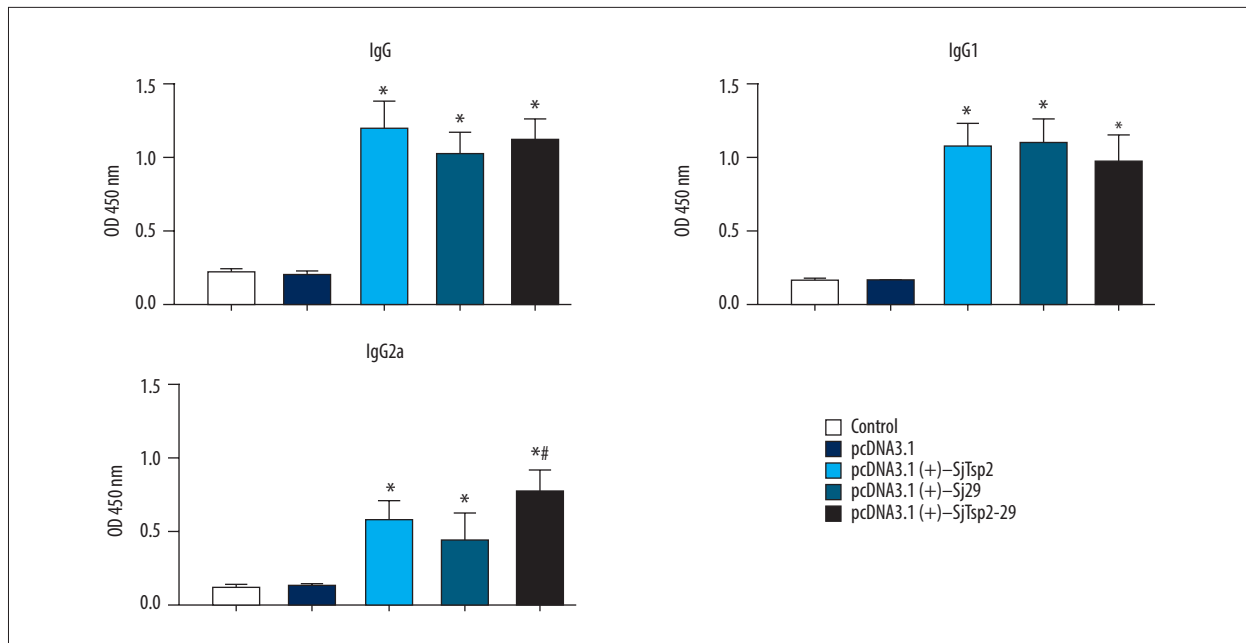 IgG
OD 450 nm
1.5
1.0
0.5
0.0
*
*
*
IgG1
OD 450 nm
1.5
1.0
0.5
0.0
*
*
*
IgG2a
OD 450 nm
1.5
1.0
0.5
0.0
*
*
*#
Control
pcDNA3.1
pcDNA3.1 (+)–SjTsp2
pcDNA3.1 (+)–Sj29
pcDNA3.1 (+)–SjTsp2-29